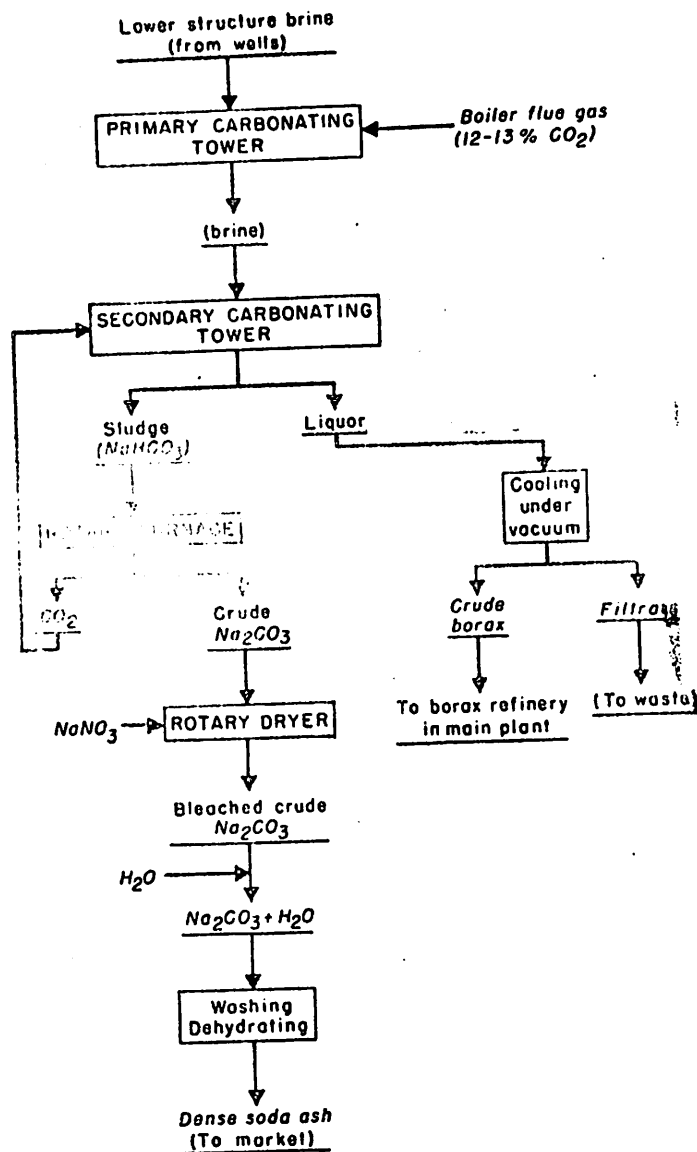 Lower structure brine
(from wells)
PRIMARY CARBONATING
TOWER
Boiler flue gas
(12-13% CO₂)
(brine)
SECONDARY CARBONATING
TOWER
Sludge
(NaHCO₃)
Liquor
Cooling
under
vacuum
CO₂
Crude
Na₂CO₃
Crude
borax
Filtrate
To borax refinery
in main plant
(To waste)
NaNO₃
ROTARY DRYER
Bleached crude
Na₂CO₃
H₂O
Na₂CO₃+H₂O
Washing
Dehydrating
Dense soda ash
(To market)